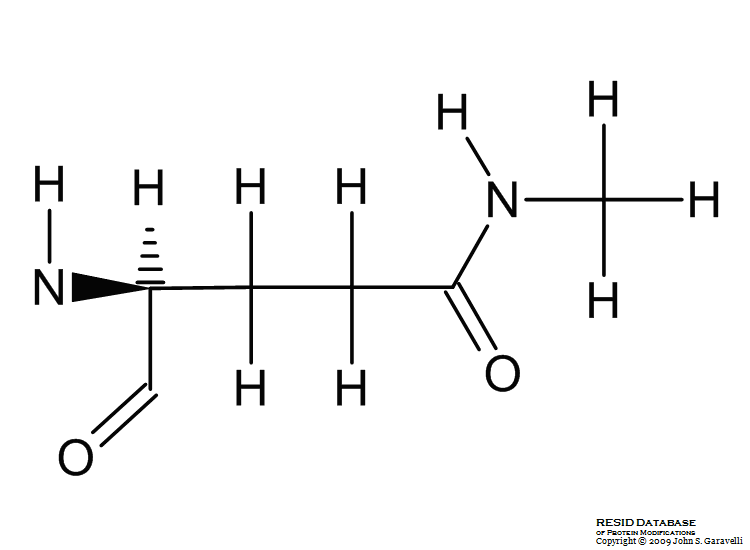 H H
H H H H N H
N H
H H O
O
RESID DATABASE
OF PROTEIN MODIFICATIONS
Copyright © 2009 John S. Garavelli